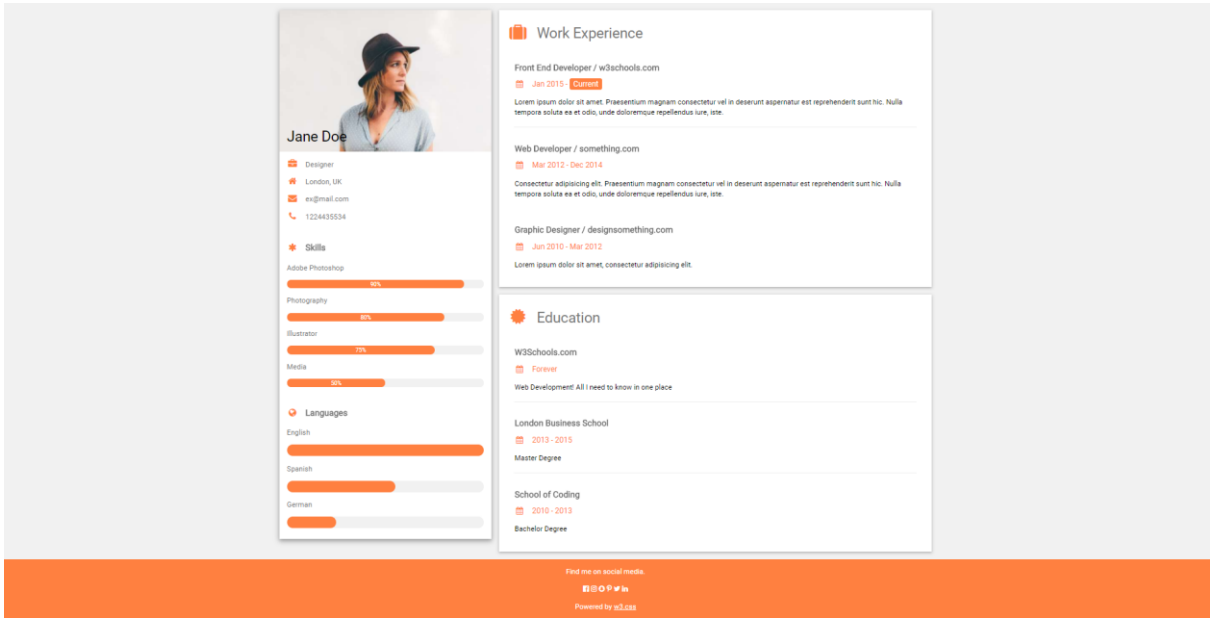 Jane Doe
Designer
London, UK
ex@mail.com
1224435534
Skills
Adobe Photoshop
90%
Photography
80%
Illustrator
75%
Media
50%
Languages
English
Spanish
German
Work Experience
Front End Developer / w3schools.com
Jan 2015 - Current
Lorem ipsum dolor sit amet. Praesentium magnam consectetur vel in deserunt aspernatur est reprehenderit sunt hic. Nulla
tempora soluta ea et odio, unde doloremque repellendus iure, iste.
Web Developer / something.com
Mar 2012 - Dec 2014
Consectetur adipisicing elit. Praesentium magnam consectetur vel in deserunt aspernatur est reprehenderit sunt hic. Nulla
tempora soluta ea et odio, unde doloremque repellendus iure, iste.
Graphic Designer / designsomething.com
Jun 2010 - Mar 2012
Lorem ipsum dolor sit amet, consectetur adipisicing elit.
Education
W3Schools.com
Forever
Web Development! All I need to know in one place
London Business School
2013 - 2015
Master Degree
School of Coding
2010 - 2013
Bachelor Degree
Find me on social media.
Powered by w3.css